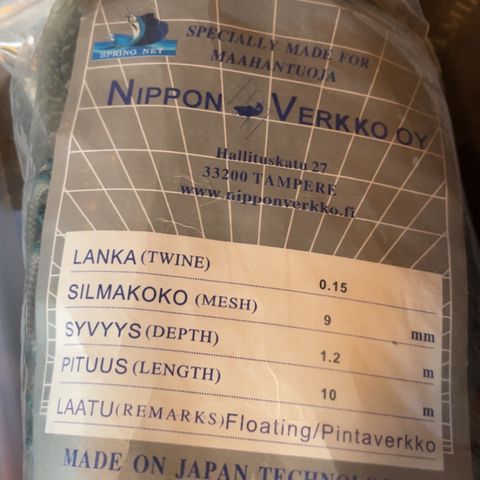 SPRING NET
SPECIALLY MADE FOR
MAAHANTUOJA
NIPPON VERKKO OY
Hallituskatu 27
33200 TAMPERE
www.nipponverkko.fi
LANKA (TWINE) 0.15
SILMAKOKO (MESH) 9 mm
SYVYYS (DEPTH) 1.2 m
PITUUS (LENGTH) 10 m
LAATU (REMARKS) Floating/Pintaverkko
MADE ON JAPAN